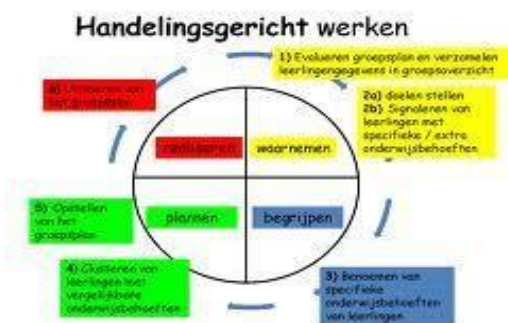 Handelingsgericht werken
1) Evalueren groepsplan en verzamelen
leerlingengegevens in groepsoverzicht
2a) doelen stellen
2b) Signaleren van
leerlingen met
specifieke / extra
onderwijsbehoeften
6) Uitvoeren van
het groepsplan
realiseren
waarnemen
5) Opstellen
van het
groepsplan
plannen
begrijpen
4) Clusteren van
leerlingen met
vergelijkbare
onderwijsbehoeften
3) Benoemen van
specifieke
onderwijsbehoeften
van leerlingen